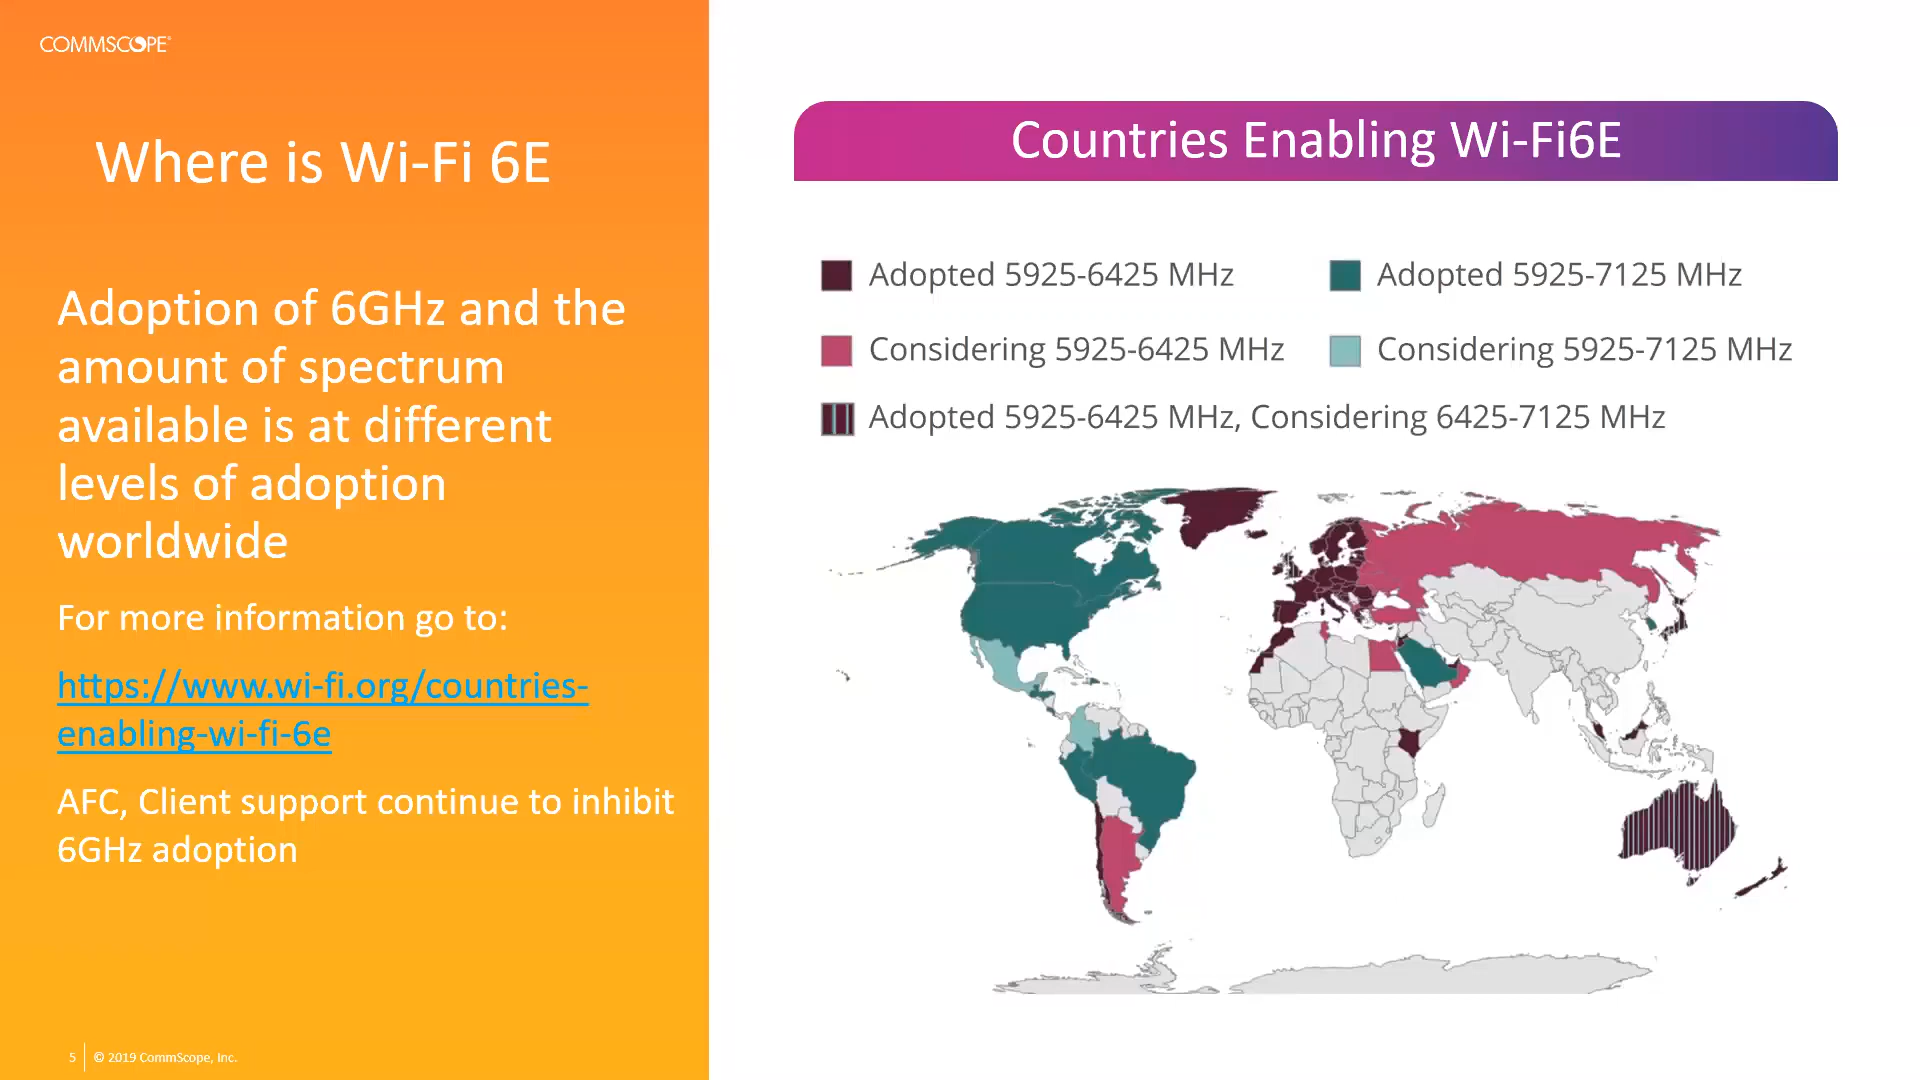 COMMSCOPE®
Where is Wi-Fi 6E
Adoption of 6GHz and the
amount of spectrum
available is at different
levels of adoption
worldwide
For more information go to:
https://www.wi-fi.org/countries-
enabling-wi-fi-6e
AFC, Client support continue to inhibit
6GHz adoption
5
© 2019 CommScope, Inc.
Countries Enabling Wi-Fi6E
Adopted 5925-6425 MHz
Adopted 5925-7125 MHz
Considering 5925-6425 MHz
Considering 5925-7125 MHz
Adopted 5925-6425 MHz, Considering 6425-7125 MHz